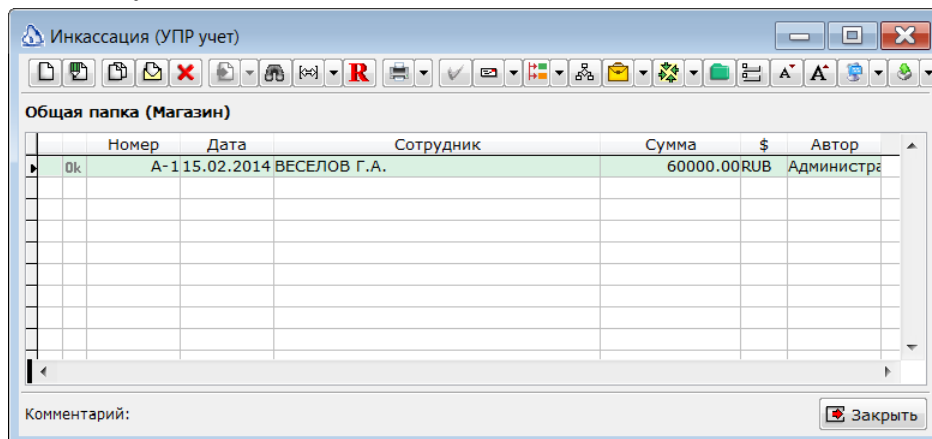 Инкассация (УПР учет)
R A A
Общая папка (Магазин)
Номер Дата Сотрудник Сумма $ Автор
Ok А-1 15.02.2014 ВЕСЕЛОВ Г.А. 60000.00 RUB Администра
Комментарий: Закрыть